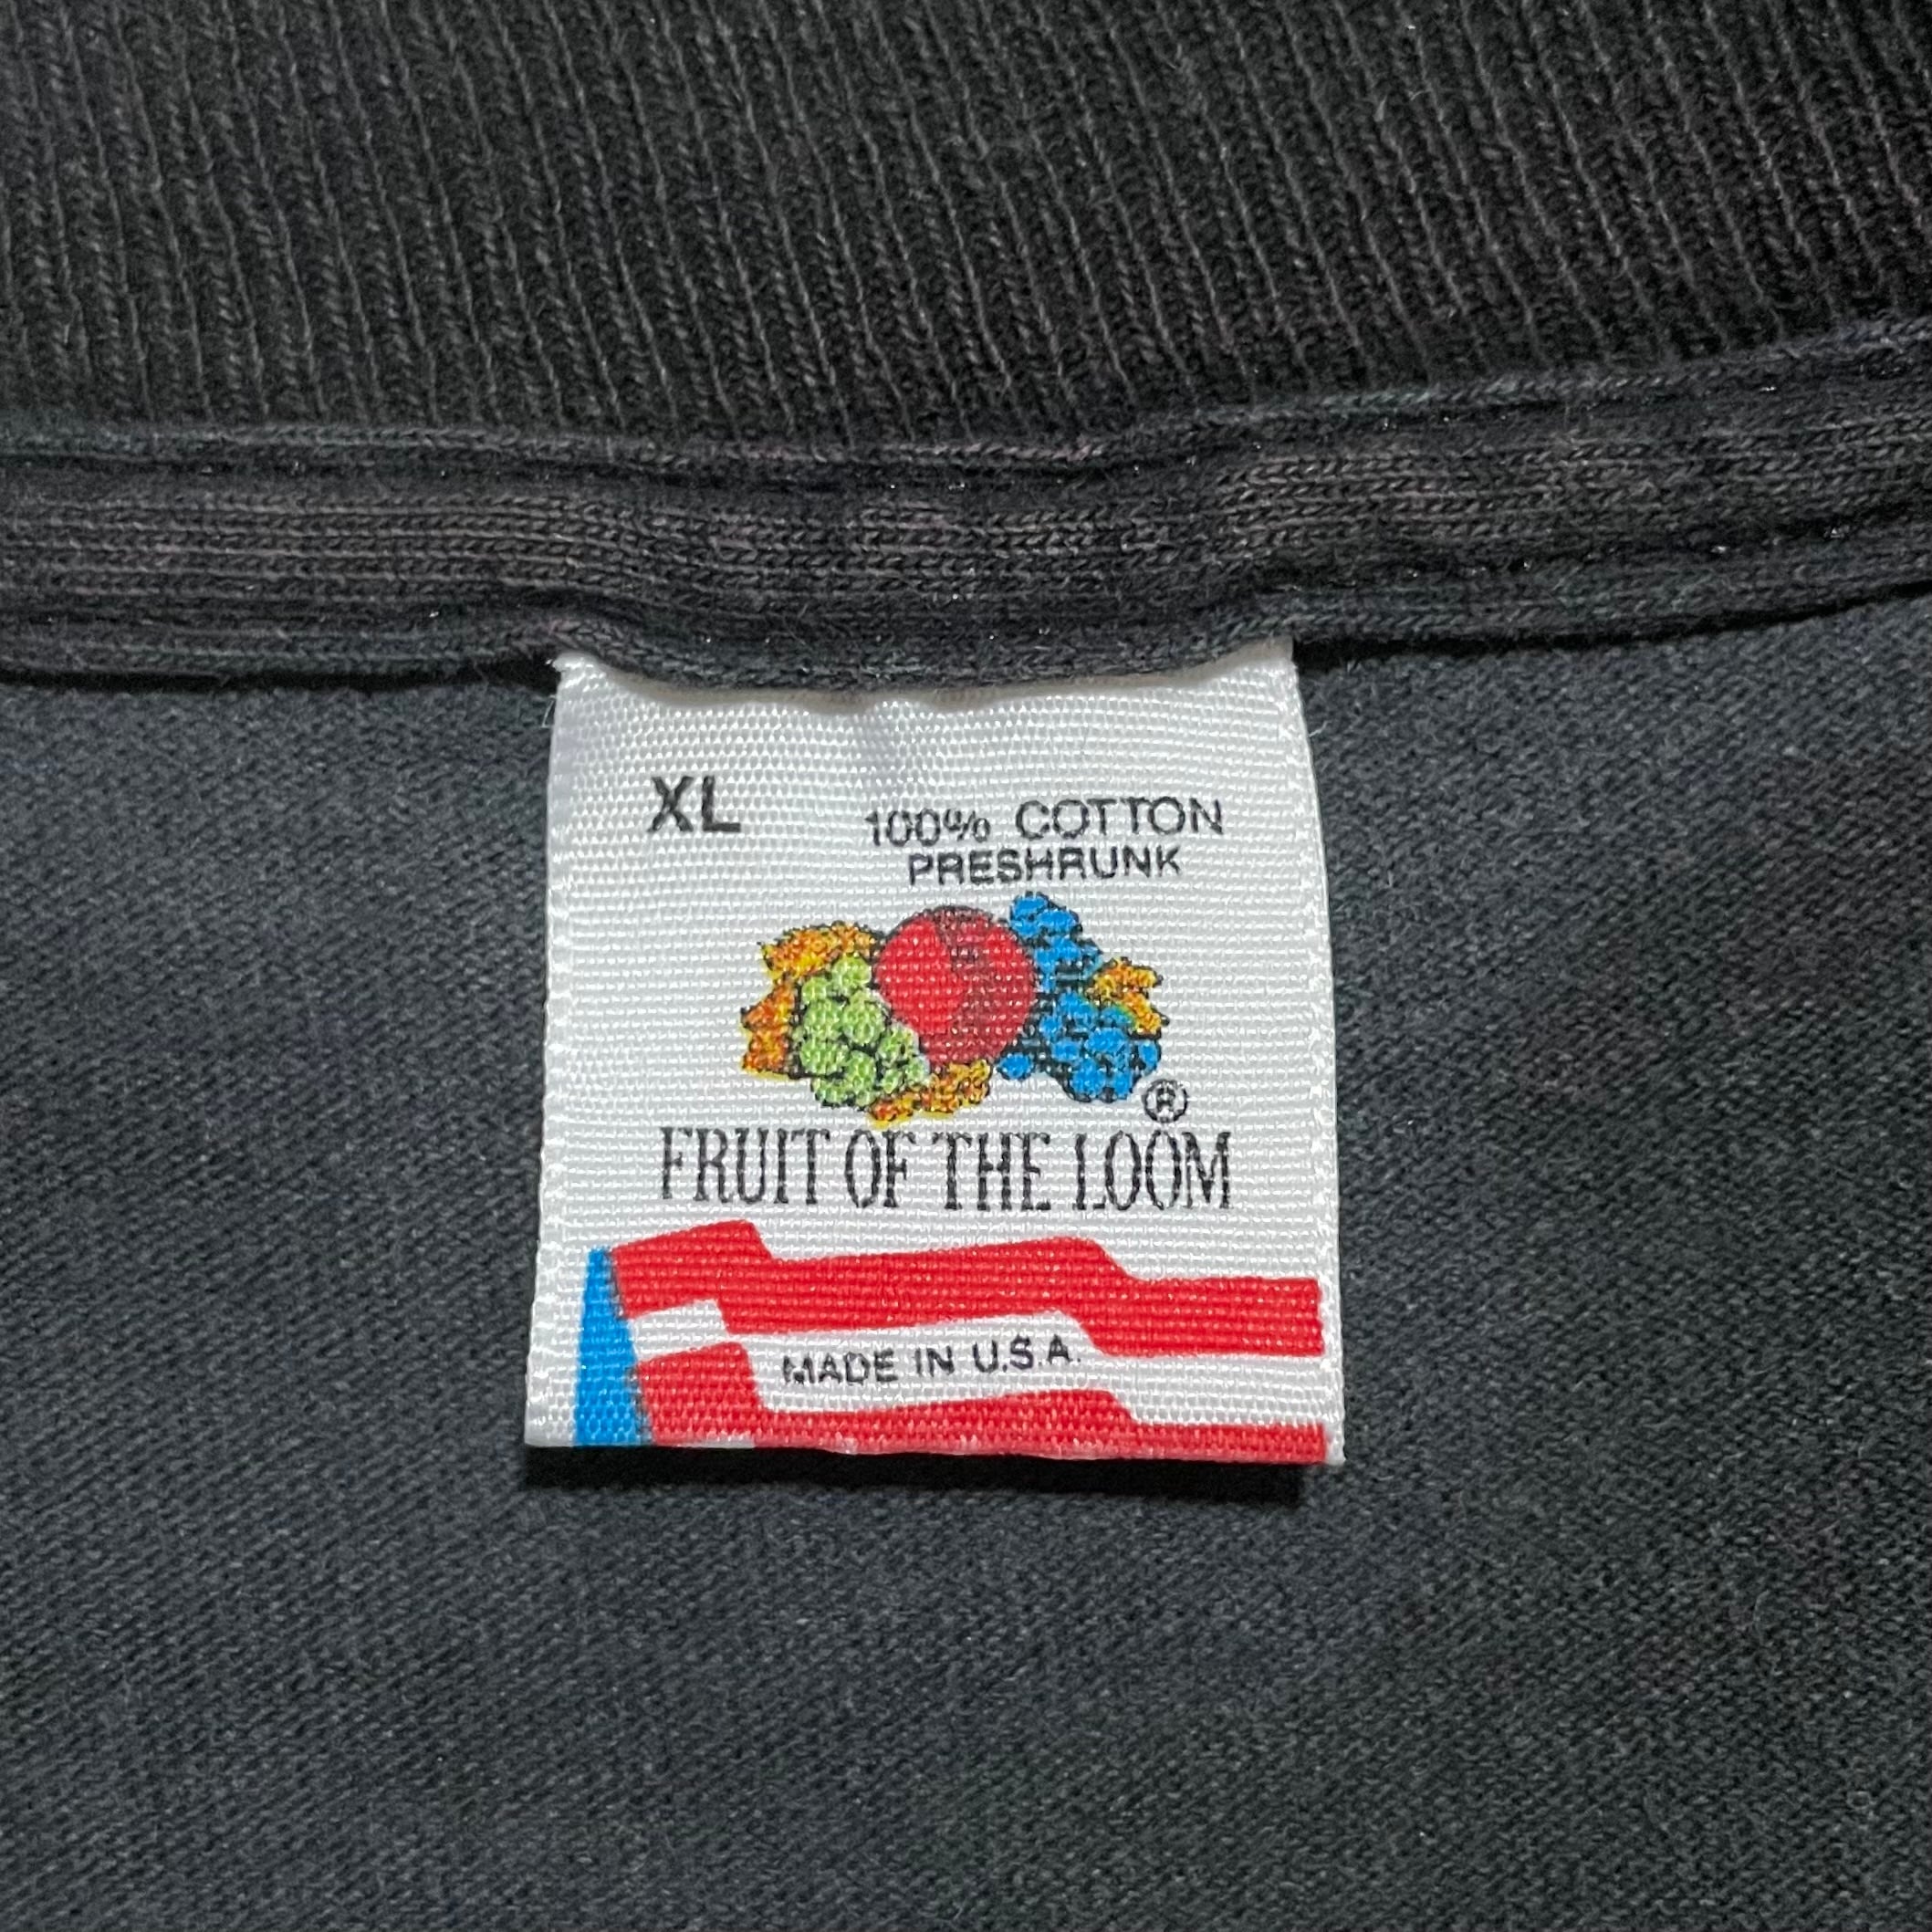 XL
100% COTTON
PRESHRUNK
®
FRUIT OF THE LOOM
MADE IN U.S.A.